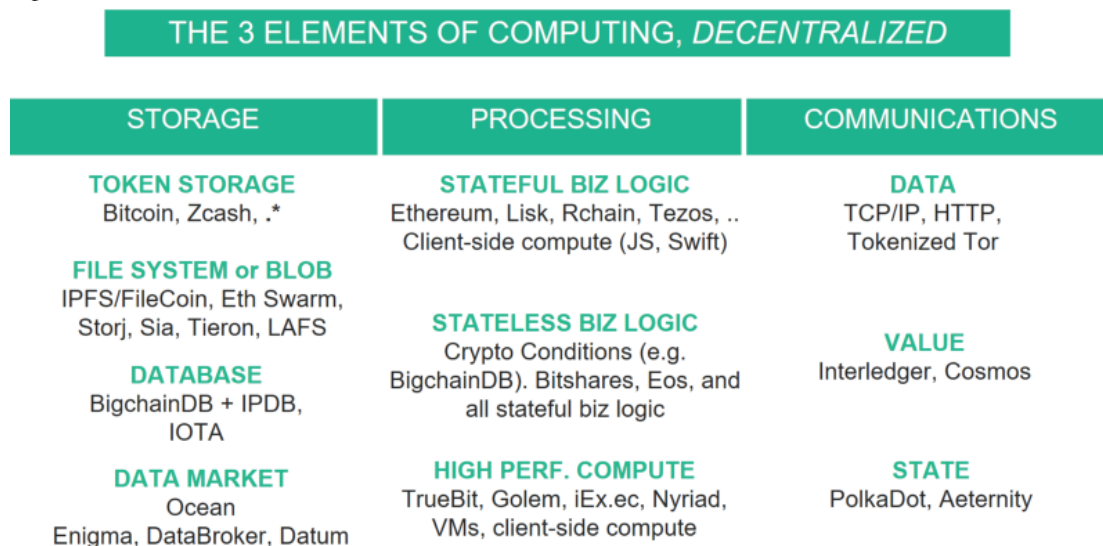 THE 3 ELEMENTS OF COMPUTING, DECENTRALIZED
STORAGE
TOKEN STORAGE
Bitcoin, Zcash, .*
FILE SYSTEM or BLOB
IPFS/FileCoin, Eth Swarm,
Storj, Sia, Tieron, LAFS
DATABASE
BigchainDB + IPDB,
IOTA
DATA MARKET
Ocean
Enigma, DataBroker, Datum
PROCESSING
STATEFUL BIZ LOGIC
Ethereum, Lisk, Rchain, Tezos, ..
Client-side compute (JS, Swift)
STATELESS BIZ LOGIC
Crypto Conditions (e.g.
BigchainDB). Bitshares, Eos, and
all stateful biz logic
HIGH PERF. COMPUTE
TrueBit, Golem, iEx.ec, Nyriad,
VMs, client-side compute
COMMUNICATIONS
DATA
TCP/IP, HTTP,
Tokenized Tor
VALUE
Interledger, Cosmos
STATE
PolkaDot, Aeternity